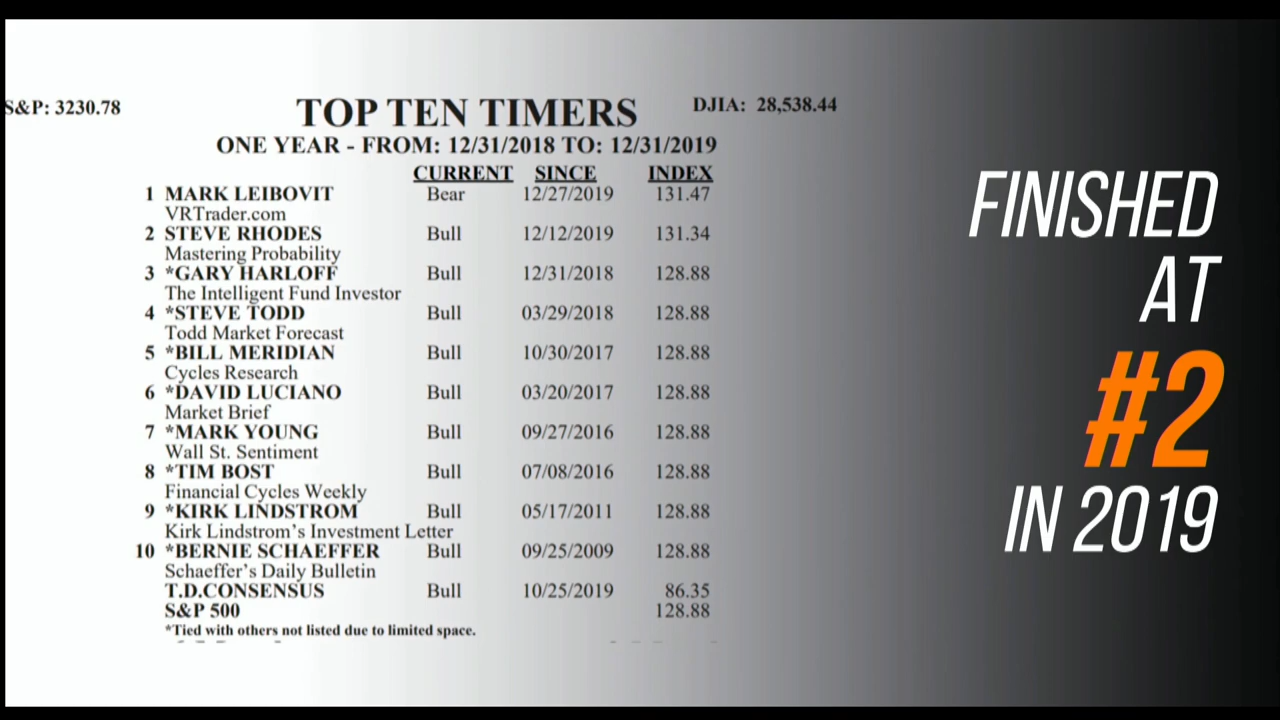 S&P: 3230.78
TOP TEN TIMERS
DJIA: 28,538.44
ONE YEAR - FROM: 12/31/2018 TO: 12/31/2019
CURRENT SINCE INDEX
1 MARK LEIBOVIT Bear 12/27/2019 131.47
VRTrader.com
2 STEVE RHODES Bull 12/12/2019 131.34
Mastering Probability
3 *GARY HARLOFF Bull 12/31/2018 128.88
The Intelligent Fund Investor
4 *STEVE TODD Bull 03/29/2018 128.88
Todd Market Forecast
5 *BILL MERIDIAN Bull 10/30/2017 128.88
Cycles Research
6 *DAVID LUCIANO Bull 03/20/2017 128.88
Market Brief
7 *MARK YOUNG Bull 09/27/2016 128.88
Wall St. Sentiment
8 *TIM BOST Bull 07/08/2016 128.88
Financial Cycles Weekly
9 *KIRK LINDSTROM Bull 05/17/2011 128.88
Kirk Lindstrom's Investment Letter
10 *BERNIE SCHAEFFER Bull 09/25/2009 128.88
Schaeffer's Daily Bulletin
T.D.CONSENSUS Bull 10/25/2019 86.35
S&P 500 128.88
*Tied with others not listed due to limited space.
FINISHED
AT
#2
IN 2019